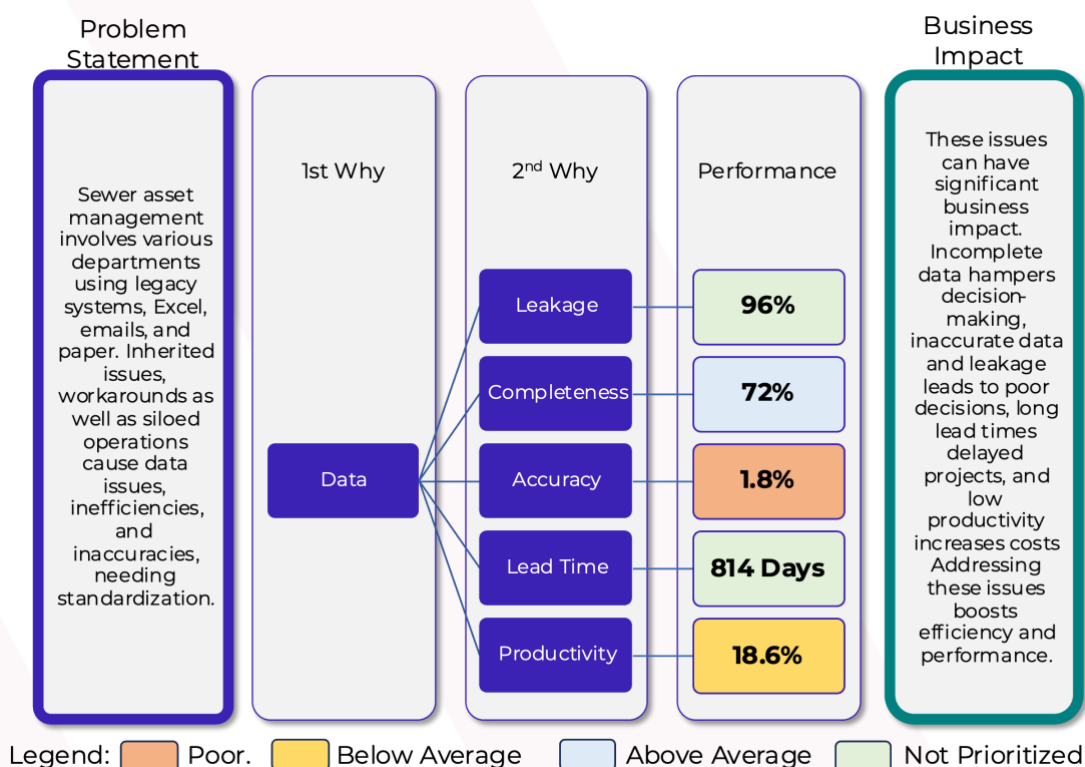 Problem
Statement
Sewer asset
management
involves various
departments
using legacy
systems, Excel,
emails, and
paper. Inherited
issues,
workarounds as
well as siloed
operations
cause data
issues,
inefficiencies,
and
inaccuracies,
needing
standardization.
1st Why
Data
2nd Why
Leakage
Completeness
Accuracy
Lead Time
Productivity
Performance
96%
72%
1.8%
814 Days
18.6%
Business
Impact
These issues
can have
significant
business
impact.
Incomplete
data hampers
decision-
making,
inaccurate data
and leakage
leads to poor
decisions, long
lead times
delayed
projects, and
low
productivity
increases costs
Addressing
these issues
boosts
efficiency and
performance.
Legend: Poor. Below Average Above Average Not Prioritized